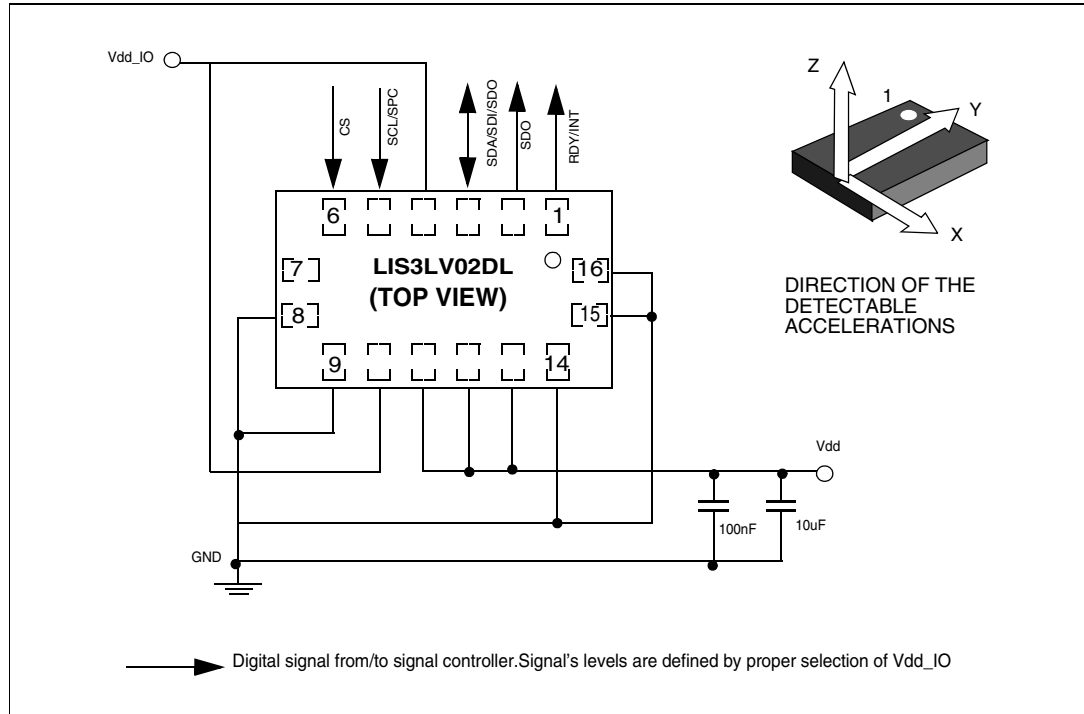 Vdd_IO
CS
SCL/SPC
SDA/SDI/SDO
SDO
RDY/INT
Z
1
Y
X
6
1
7
LIS3LV02DL
16
8
(TOP VIEW)
15
9
14
DIRECTION OF THE
DETECTABLE
ACCELERATIONS
Vdd
100nF
10uF
GND
Digital signal from/to signal controller.Signal's levels are defined by proper selection of Vdd_IO